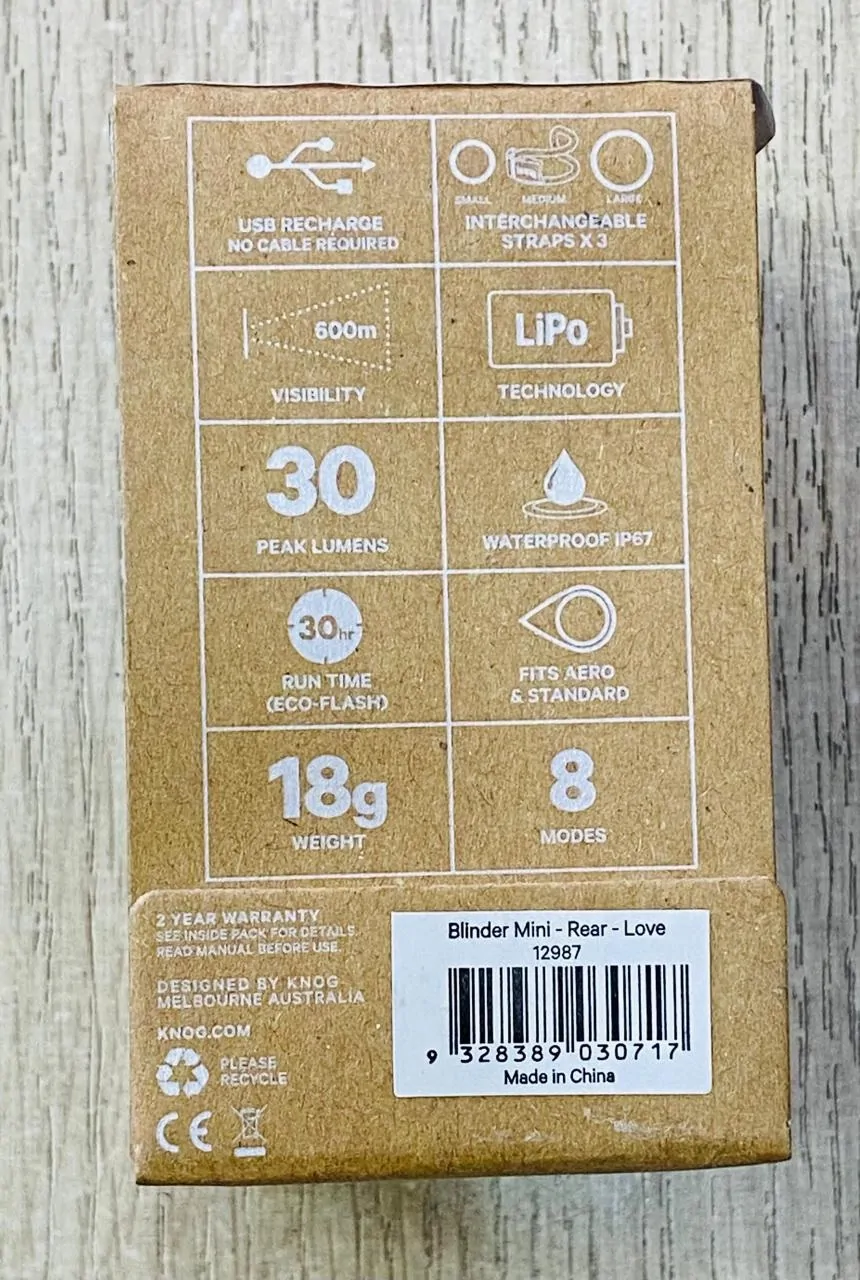 USB RECHARGE
NO CABLE REQUIRED
SMALL MEDIUM LARGE
INTERCHANGEABLE
STRAPS X 3
600m
VISIBILITY
LiPo
TECHNOLOGY
30
PEAK LUMENS
WATERPROOF IP67
30hr
RUN TIME
(ECO-FLASH)
FITS AERO
& STANDARD
18g
WEIGHT
8
MODES
2 YEAR WARRANTY
SEE INSIDE PACK FOR DETAILS.
READ MANUAL BEFORE USE.
DESIGNED BY KNOG
MELBOURNE AUSTRALIA
KNOG.COM
PLEASE
RECYCLE
CE
Blinder Mini - Rear - Love
12987
9 328389 030717
Made in China